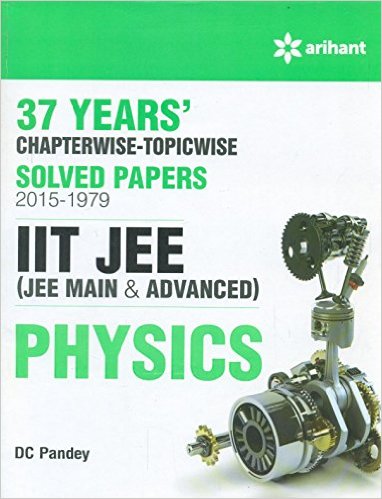 arihant
37 YEARS'
CHAPTERWISE-TOPICWISE
SOLVED PAPERS
2015-1979
IIT JEE
(JEE MAIN & ADVANCED)
PHYSICS
DC Pandey